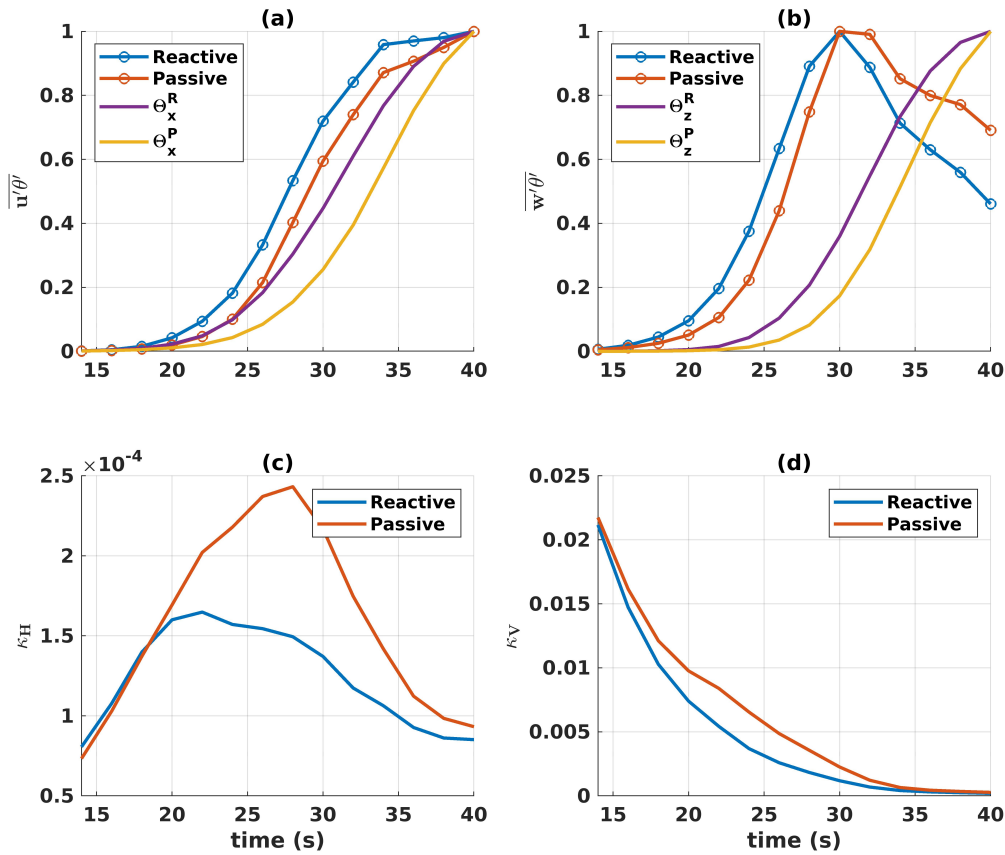 (a)
1
0.8
0.6
0.4
0.2
0
15 20 25 30 35 40
u′θ′
Reactive
Passive
Θ_x^R
Θ_x^P
(b)
1
0.8
0.6
0.4
0.2
0
15 20 25 30 35 40
w′θ′
Reactive
Passive
Θ_z^R
Θ_z^P
(c)
×10^-4
2.5
2
1.5
1
0.5
15 20 25 30 35 40
κ_H
time (s)
Reactive
Passive
(d)
0.025
0.02
0.015
0.01
0.005
0
15 20 25 30 35 40
κ_V
time (s)
Reactive
Passive